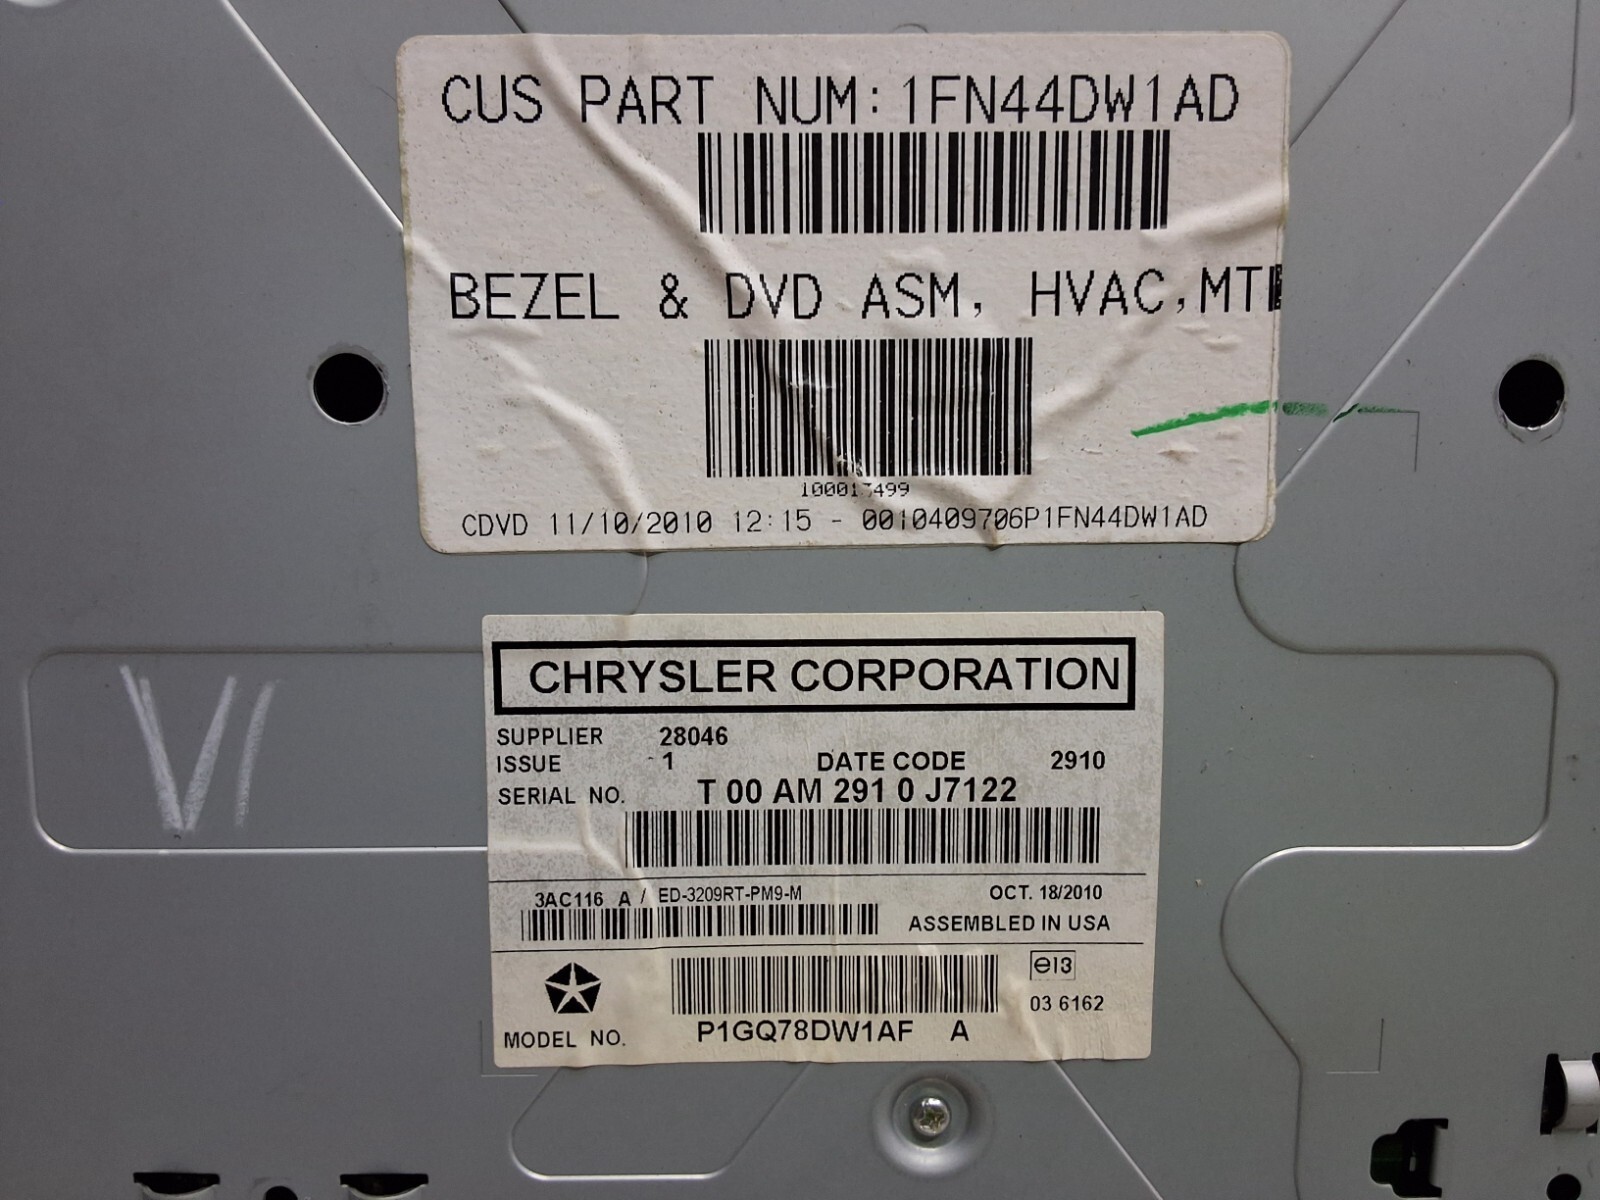 CUS PART NUM: 1FN44DW1AD
BEZEL & DVD ASM, HVAC, MT
CDVD 11/10/2010 12:15 - 0010409706P1FN44DW1AD
CHRYSLER CORPORATION
SUPPLIER 28046
ISSUE 1 DATE CODE 2910
SERIAL NO. T 00 AM 291 0 J7122
3AC116 A / ED-3209RT-PM9-M OCT. 18/2010
ASSEMBLED IN USA
e13
03 6162
MODEL NO. P1GQ78DW1AF A
VI